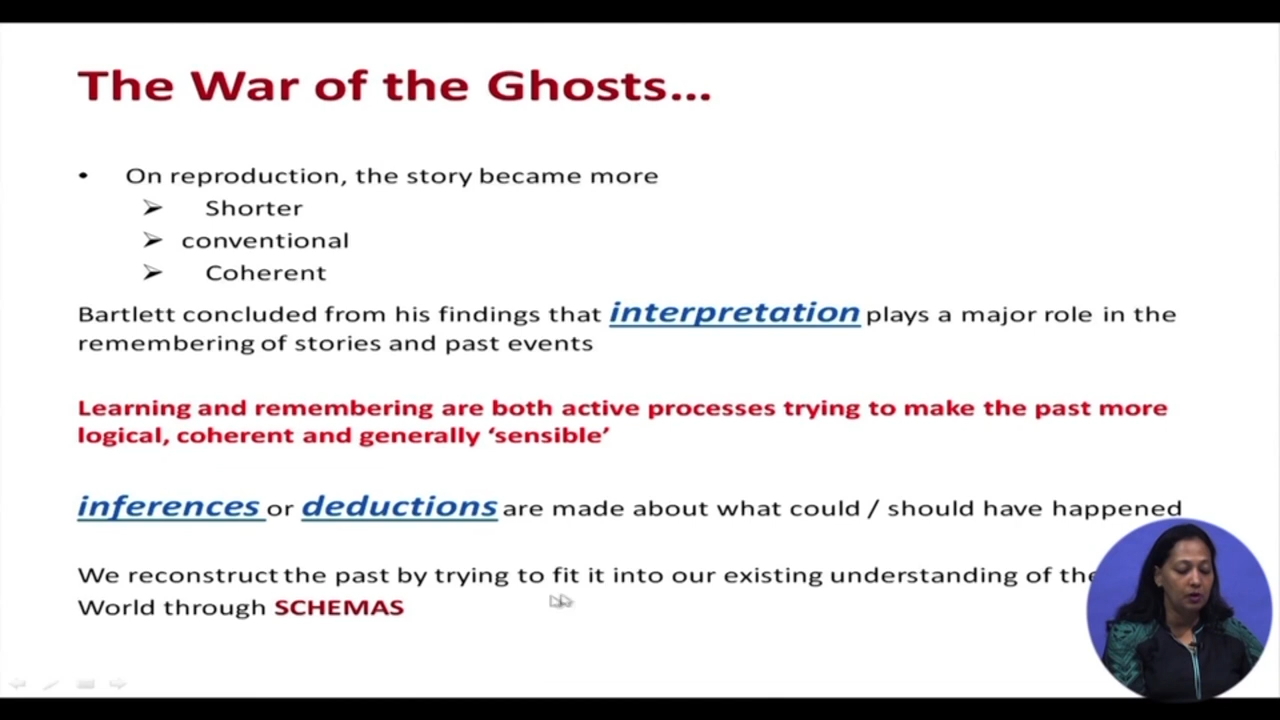 The War of the Ghosts...
• On reproduction, the story became more
➢ Shorter
➢ conventional
➢ Coherent
Bartlett concluded from his findings that interpretation plays a major role in the
remembering of stories and past events
Learning and remembering are both active processes trying to make the past more
logical, coherent and generally ‘sensible’
inferences or deductions are made about what could / should have happened
We reconstruct the past by trying to fit it into our existing understanding of the
World through SCHEMAS